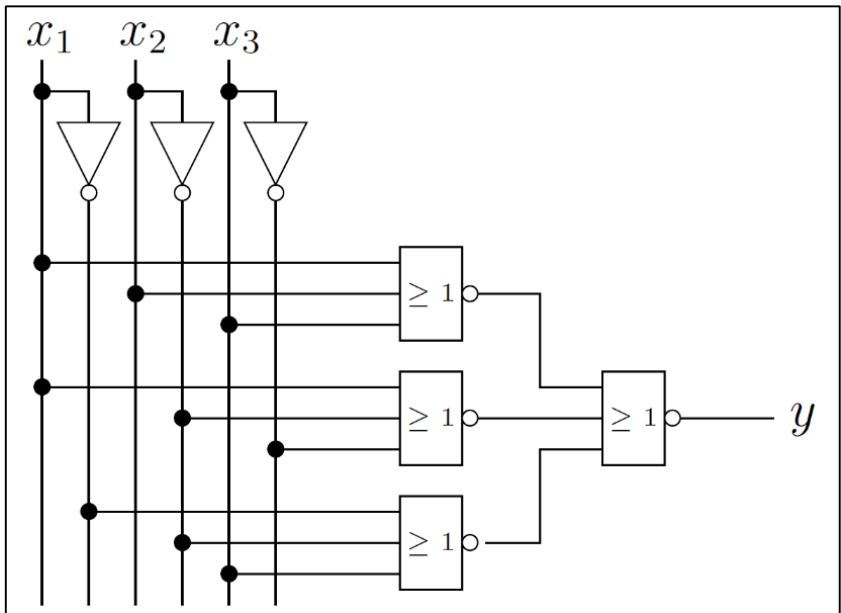 x₁ x₂ x₃
≥ 1
≥ 1
≥ 1 y
≥ 1